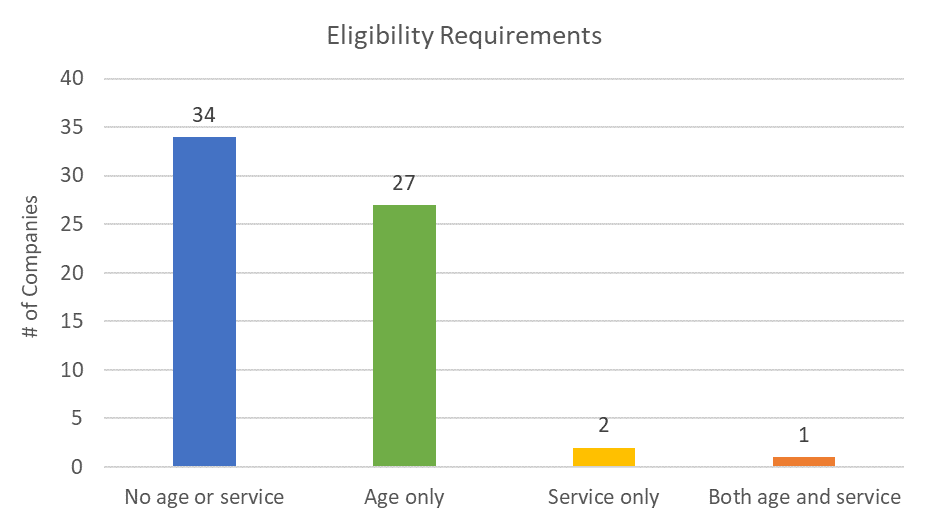 Eligibility Requirements
40
35
30
25
20
15
10
5
0
# of Companies
34
27
2
1
No age or service
Age only
Service only
Both age and service